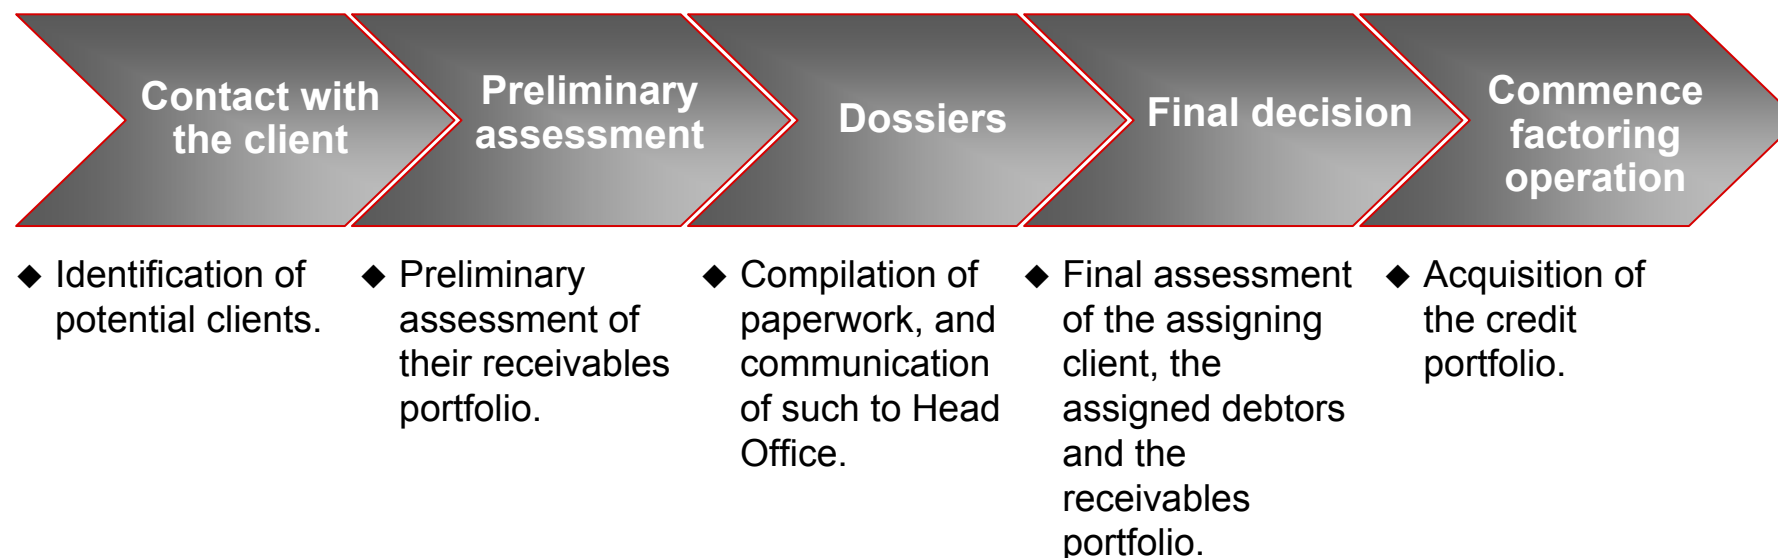 Contact with
the client
Preliminary
assessment
Dossiers
Final decision
Commence
factoring
operation
◆ Identification of
potential clients.
◆ Preliminary
assessment of
their receivables
portfolio.
◆ Compilation of
paperwork, and
communication
of such to Head
Office.
◆ Final assessment
of the assigning
client, the
assigned debtors
and the
receivables
portfolio.
◆ Acquisition of
the credit
portfolio.